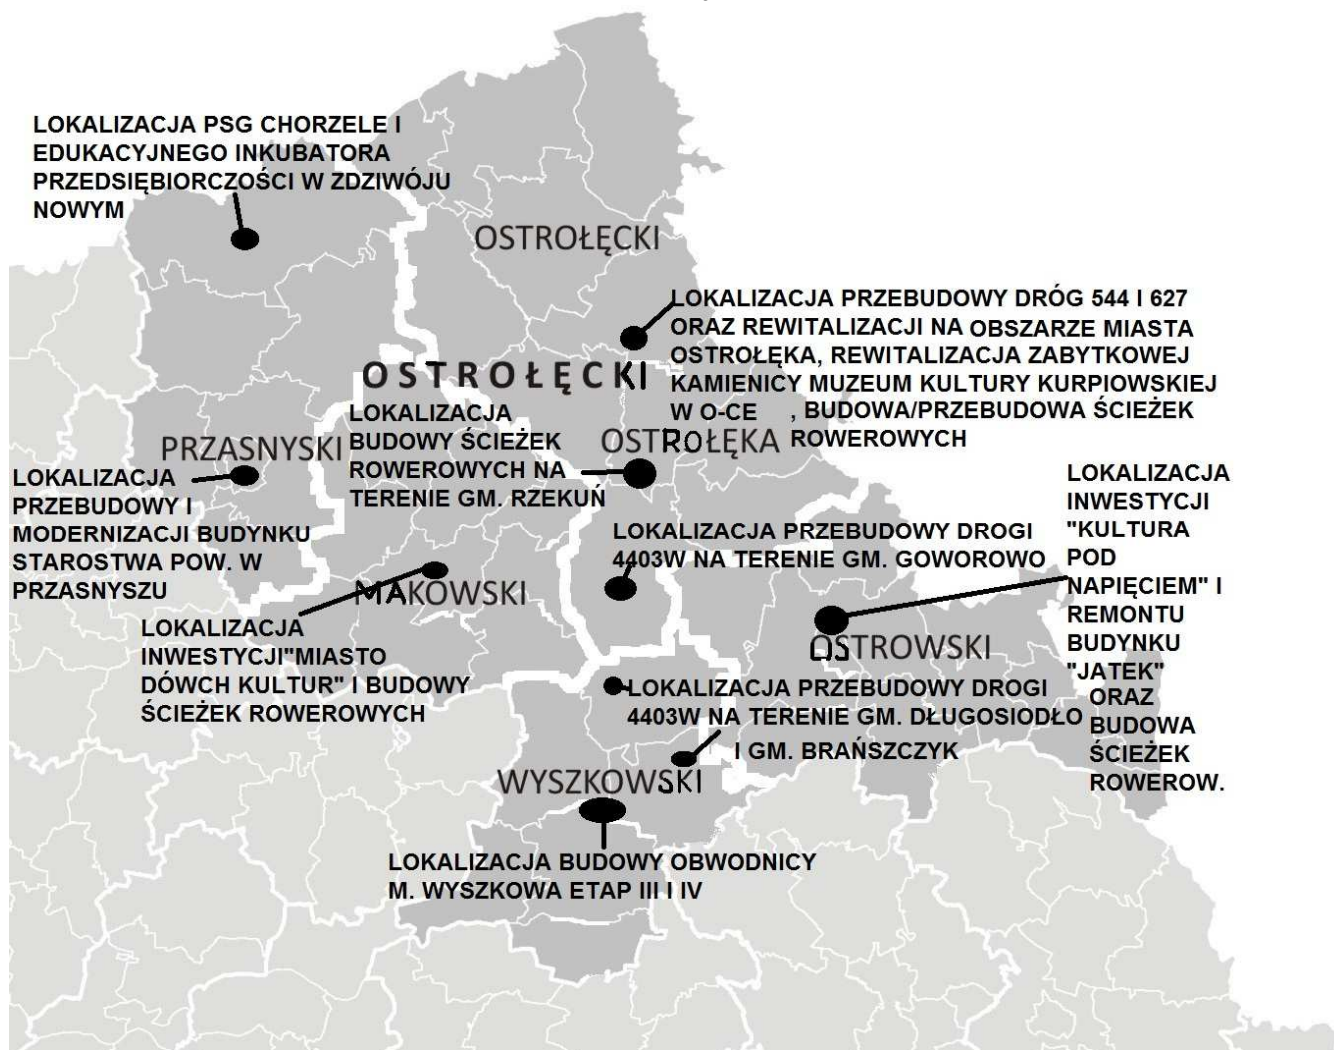 LOKALIZACJA PSG CHORZELE I
EDUKACYJNEGO INKUBATORA
PRZEDSIĘBIORCZOŚCI W ZDZIWÓJU
NOWYM
OSTROŁĘCKI
LOKALIZACJA PRZEBUDOWY DRÓG 544 I 627
ORAZ REWITALIZACJI NA OBSZARZE MIASTA
OSTROŁĘKA, REWITALIZACJA ZABYTKOWEJ
KAMIENICY MUZEUM KULTURY KURPIOWSKIEJ
W O-CE , BUDOWA/PRZEBUDOWA ŚCIEŻEK
ROWEROWYCH
OSTROŁĘCKI
LOKALIZACJA
BUDOWY ŚCIEŻEK
ROWEROWYCH NA
TERENIE GM. RZEKUŃ
OSTROŁĘKA
PRZASNYSKI
LOKALIZACJA
PRZEBUDOWY I
MODERNIZACJI BUDYNKU
STAROSTWA POW. W
PRZASNYSZU
LOKALIZACJA
INWESTYCJI
"KULTURA
POD
NAPIĘCIEM" I
REMONTU
BUDYNKU
"JATEK"
ORAZ
BUDOWA
ŚCIEŻEK
ROWEROW.
LOKALIZACJA PRZEBUDOWY DROGI
4403W NA TERENIE GM. GOWOROWO
MAKOWSKI
LOKALIZACJA
INWESTYCJI"MIASTO
DÓWCH KULTUR" I BUDOWY
ŚCIEŻEK ROWEROWYCH
OSTROWSKI
LOKALIZACJA PRZEBUDOWY DROGI
4403W NA TERENIE GM. DŁUGOSIODŁO
I GM. BRAŃSZCZYK
WYSZKOWSKI
LOKALIZACJA BUDOWY OBWODNICY
M. WYSZKOWA ETAP III I IV